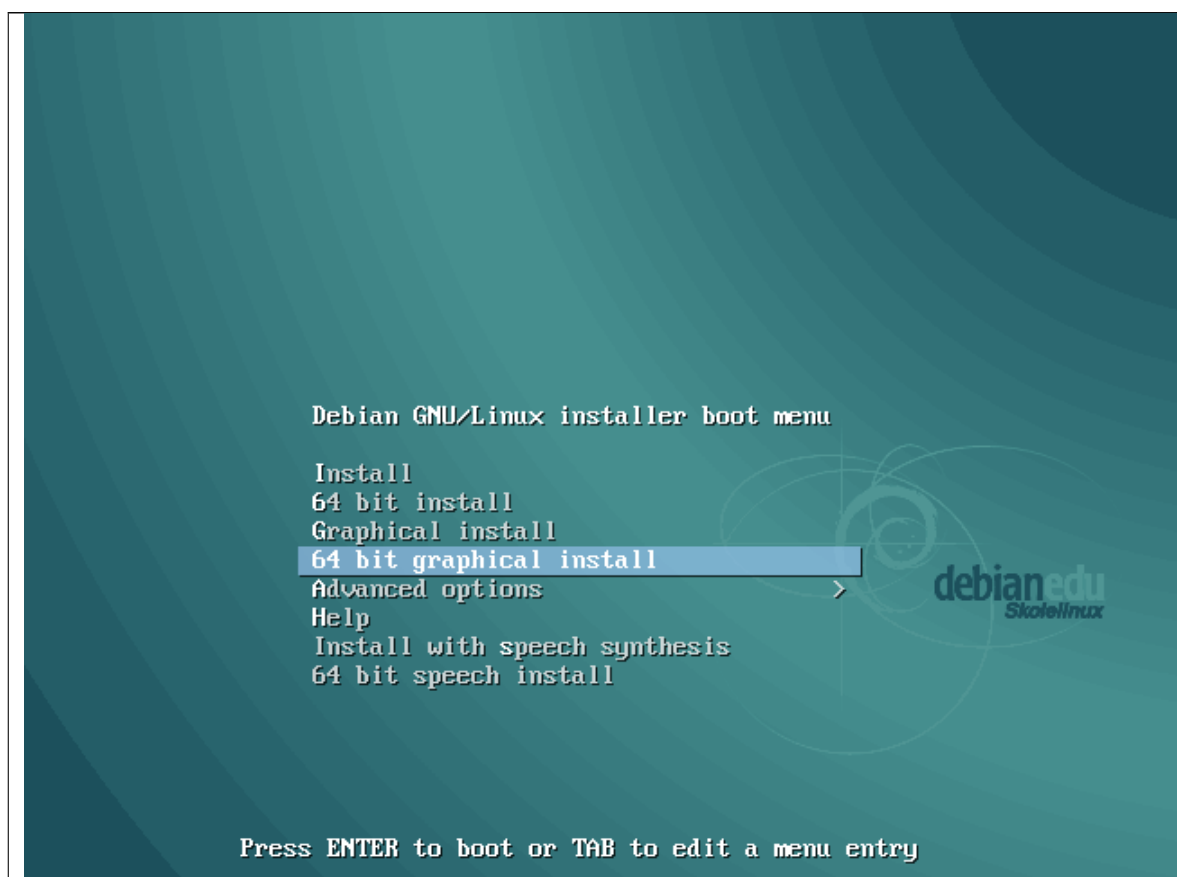 Debian GNU/Linux installer boot menu
Install
64 bit install
Graphical install
64 bit graphical install
Advanced options >
Help
Install with speech synthesis
64 bit speech install
debianedu
Skolelinux
Press ENTER to boot or TAB to edit a menu entry